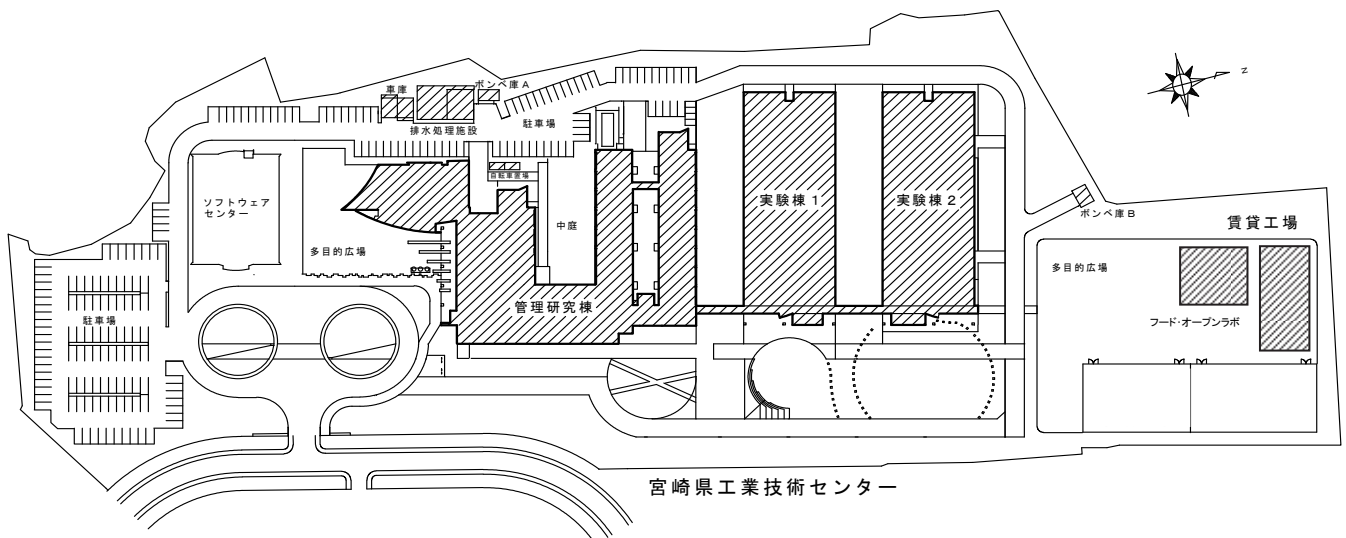 車庫
ボンベ庫A
N
排水処理施設
駐車場
自転車置場
ソフトウェア
センター
実験棟1
実験棟2
ボンベ庫B
賃貸工場
中庭
多目的広場
多目的広場
管理研究棟
駐車場
フード・オープンラボ
宮崎県工業技術センター